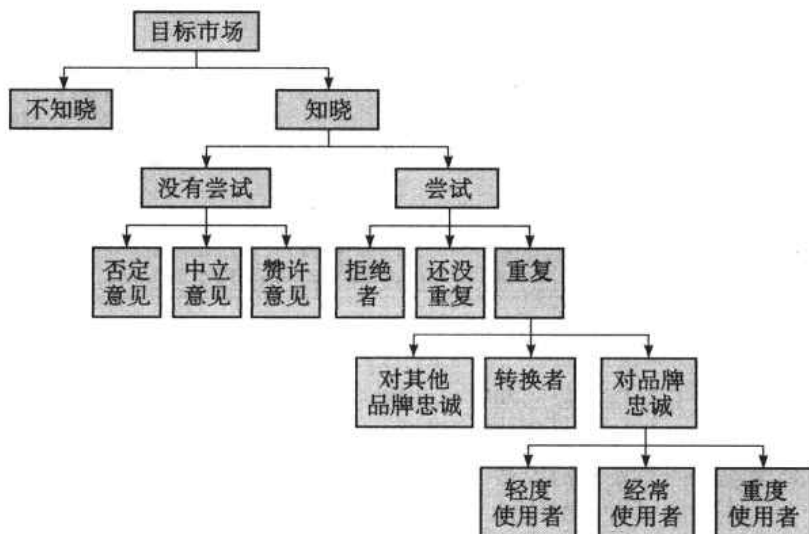 目标市场
不知晓
知晓
没有尝试
尝试
否定
意见
中立
意见
赞许
意见
拒绝
者
还没
重复
重复
对其他
品牌忠诚
转换者
对品牌
忠诚
轻度
使用者
经常
使用者
重度
使用者